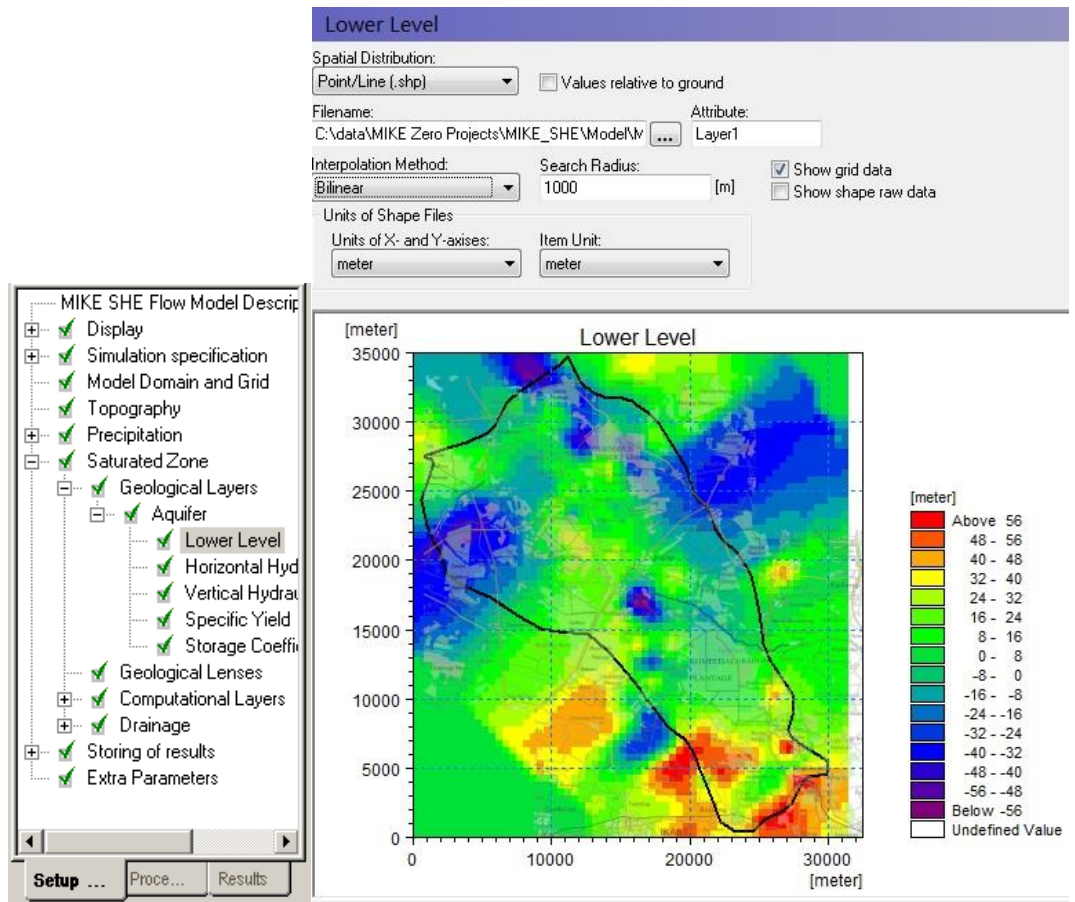 Lower Level
Spatial Distribution:
Point/Line (.shp)
Values relative to ground
Filename:
Attribute:
C:\data\MIKE Zero Projects\MIKE_SHE\Model\M
...
Layer1
Interpolation Method:
Search Radius:
Bilinear
1000
[m]
Show grid data
Show shape raw data
Units of Shape Files
Units of X- and Y-axises:
Item Unit:
meter
meter
MIKE SHE Flow Model Descrip
Display
Simulation specification
Model Domain and Grid
Topography
Precipitation
Saturated Zone
Geological Layers
Aquifer
Lower Level
Horizontal Hyd
Vertical Hydrau
Specific Yield
Storage Coeffi
Geological Lenses
Computational Layers
Drainage
Storing of results
Extra Parameters
Setup ...
Proce...
Results
[meter]
Lower Level
35000
30000
25000
20000
15000
10000
5000
0
0
10000
20000
30000
[meter]
PLANTAGE
[meter]
Above 56
48 - 56
40 - 48
32 - 40
24 - 32
16 - 24
8 - 16
0 - 8
-8 - 0
-16 - -8
-24 - -16
-32 - -24
-40 - -32
-48 - -40
-56 - -48
Below -56
Undefined Value